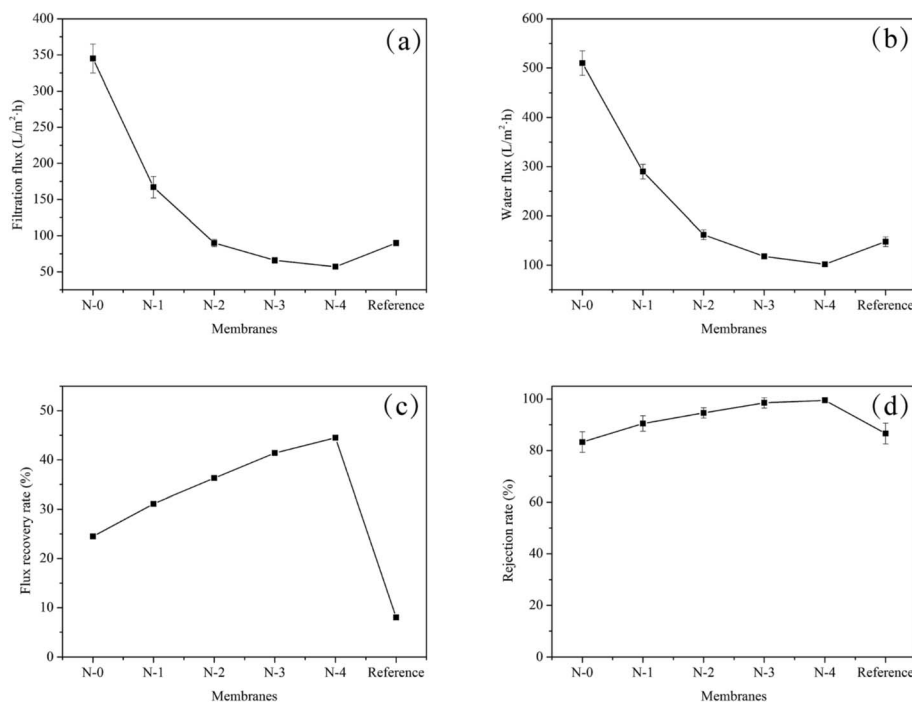 (a)
400
350
300
250
200
150
100
50
Filtration flux (L/m²·h)
N-0 N-1 N-2 N-3 N-4 Reference
Membranes
(b)
600
500
400
300
200
100
Water flux (L/m²·h)
N-0 N-1 N-2 N-3 N-4 Reference
Membranes
(c)
50
40
30
20
10
0
Flux recovery rate (%)
N-0 N-1 N-2 N-3 N-4 Reference
Membranes
(d)
100
80
60
40
20
0
Rejection rate (%)
N-0 N-1 N-2 N-3 N-4 Reference
Membranes